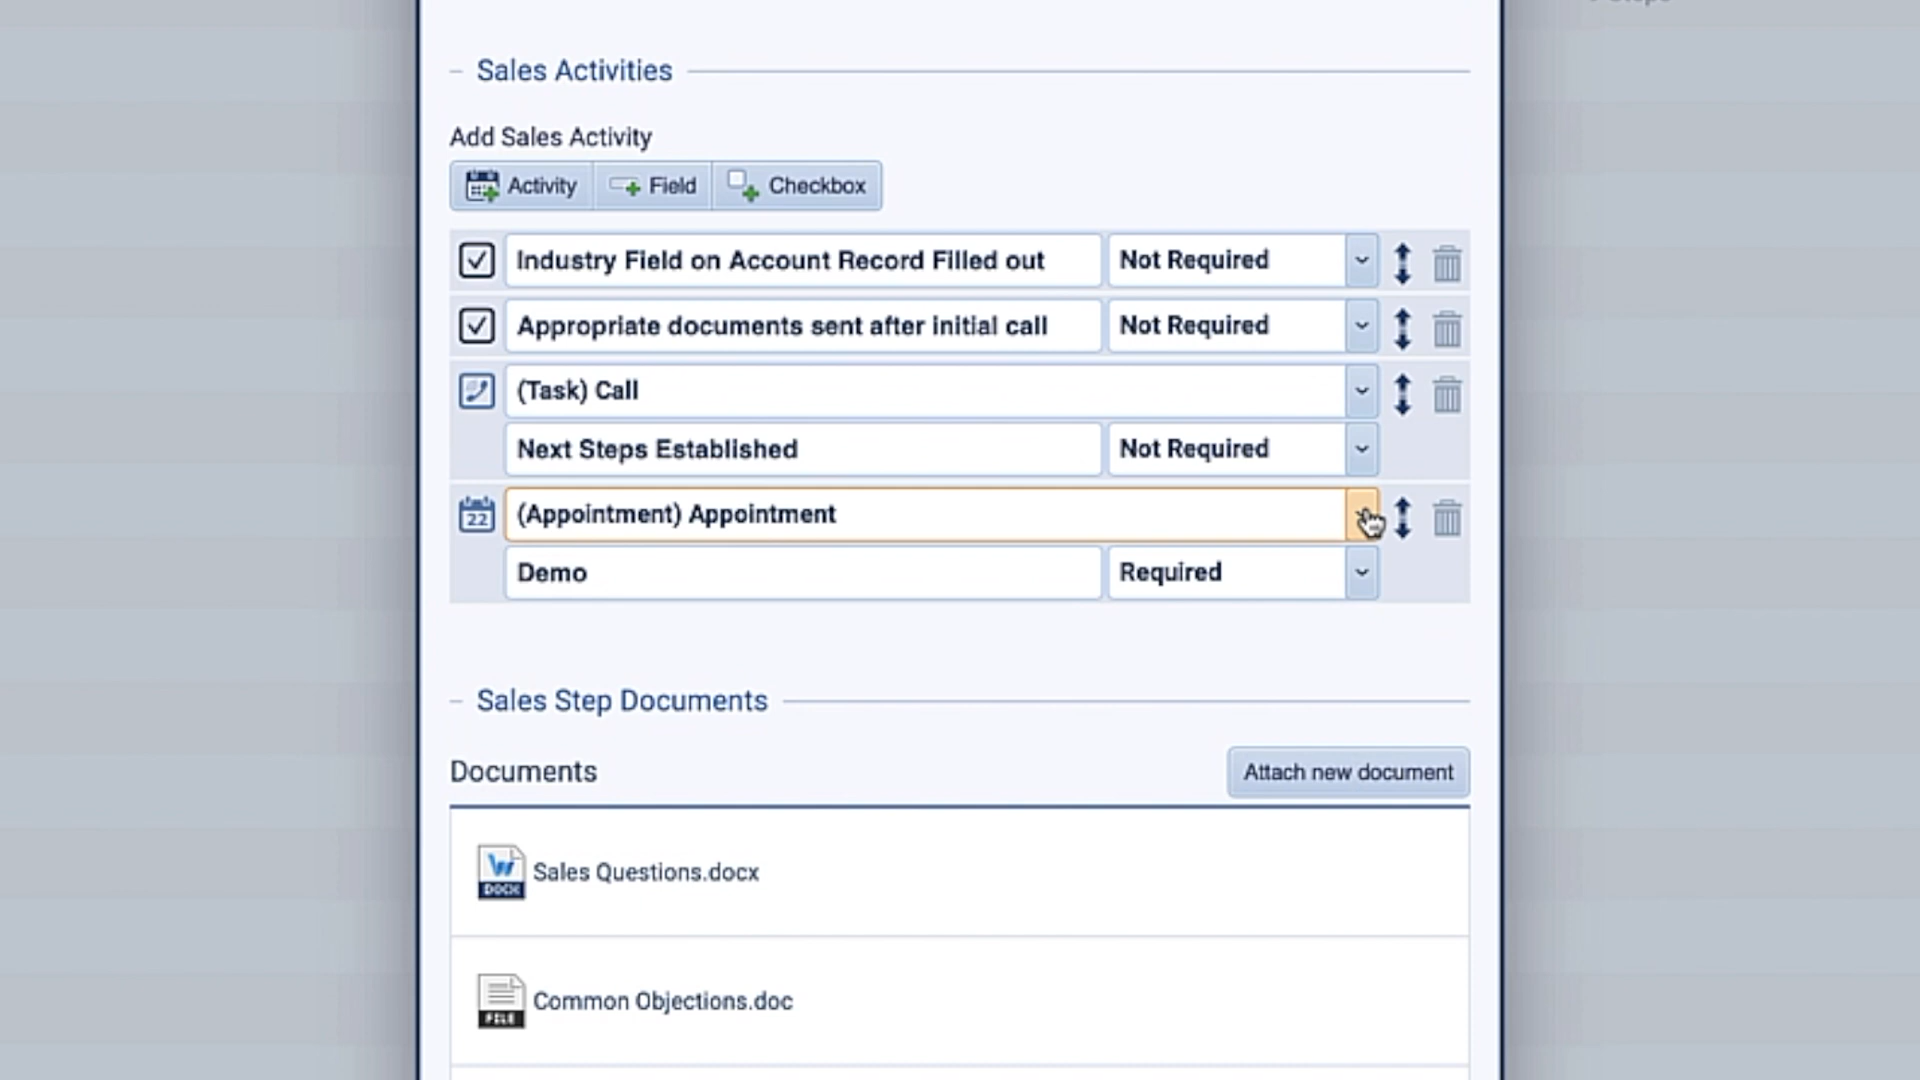 Sales Activities
Add Sales Activity
Activity Field Checkbox
Industry Field on Account Record Filled out Not Required
Appropriate documents sent after initial call Not Required
(Task) Call
Next Steps Established Not Required
22 (Appointment) Appointment
Demo Required
Sales Step Documents
Documents Attach new document
W DOCX Sales Questions.docx
FILE Common Objections.doc